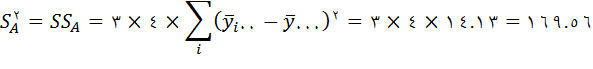 S_A^۲ = SS_A = ۳ × ٤ × ∑_i (ȳ_i.. − ȳ...)^۲ = ۳ × ٤ × ۱٤.۱۳ = ۱٦۹.٥٦